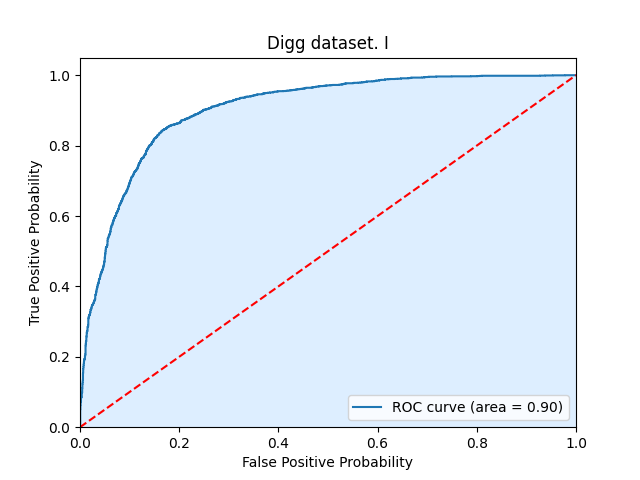 Digg dataset. I
True Positive Probability
1.0
0.8
0.6
0.4
0.2
0.0
ROC curve (area = 0.90)
0.0 0.2 0.4 0.6 0.8 1.0
False Positive Probability